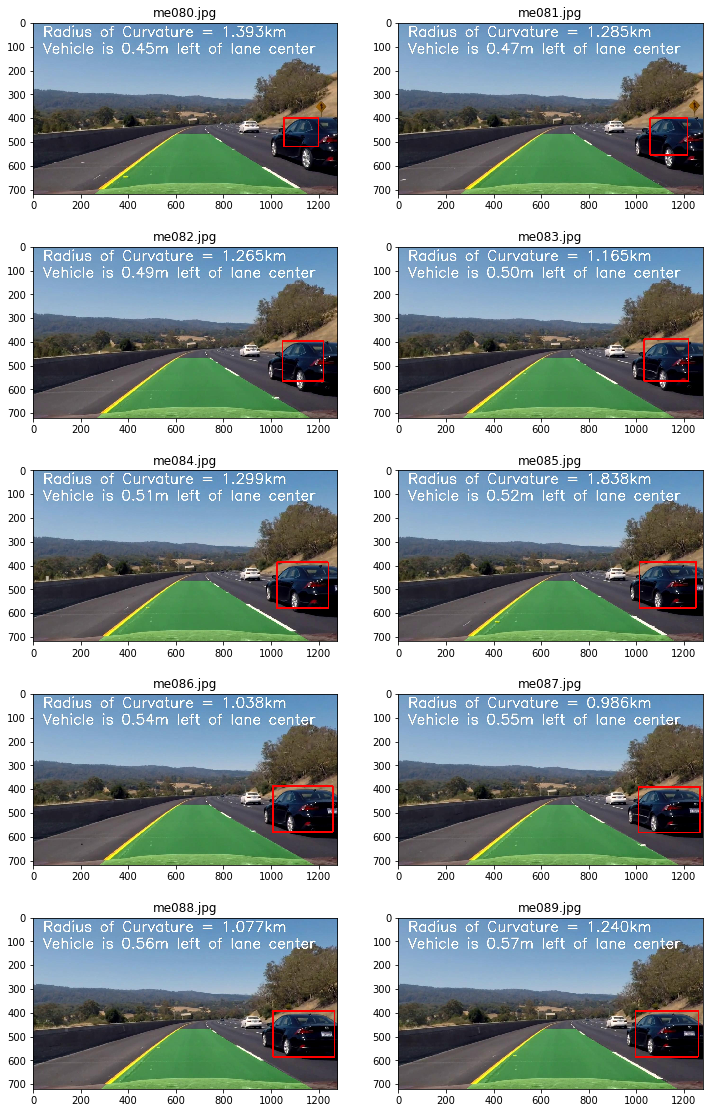 me080.jpg
Radius of Curvature = 1.393km
Vehicle is 0.45m left of lane center
0
100
200
300
400
500
600
700
0 200 400 600 800 1000 1200
me081.jpg
Radius of Curvature = 1.285km
Vehicle is 0.47m left of lane center
0
100
200
300
400
500
600
700
0 200 400 600 800 1000 1200
me082.jpg
Radius of Curvature = 1.265km
Vehicle is 0.49m left of lane center
0
100
200
300
400
500
600
700
0 200 400 600 800 1000 1200
me083.jpg
Radius of Curvature = 1.165km
Vehicle is 0.50m left of lane center
0
100
200
300
400
500
600
700
0 200 400 600 800 1000 1200
me084.jpg
Radius of Curvature = 1.299km
Vehicle is 0.51m left of lane center
0
100
200
300
400
500
600
700
0 200 400 600 800 1000 1200
me085.jpg
Radius of Curvature = 1.838km
Vehicle is 0.52m left of lane center
0
100
200
300
400
500
600
700
0 200 400 600 800 1000 1200
me086.jpg
Radius of Curvature = 1.038km
Vehicle is 0.54m left of lane center
0
100
200
300
400
500
600
700
0 200 400 600 800 1000 1200
me087.jpg
Radius of Curvature = 0.986km
Vehicle is 0.55m left of lane center
0
100
200
300
400
500
600
700
0 200 400 600 800 1000 1200
me088.jpg
Radius of Curvature = 1.077km
Vehicle is 0.56m left of lane center
0
100
200
300
400
500
600
700
0 200 400 600 800 1000 1200
me089.jpg
Radius of Curvature = 1.240km
Vehicle is 0.57m left of lane center
0
100
200
300
400
500
600
700
0 200 400 600 800 1000 1200